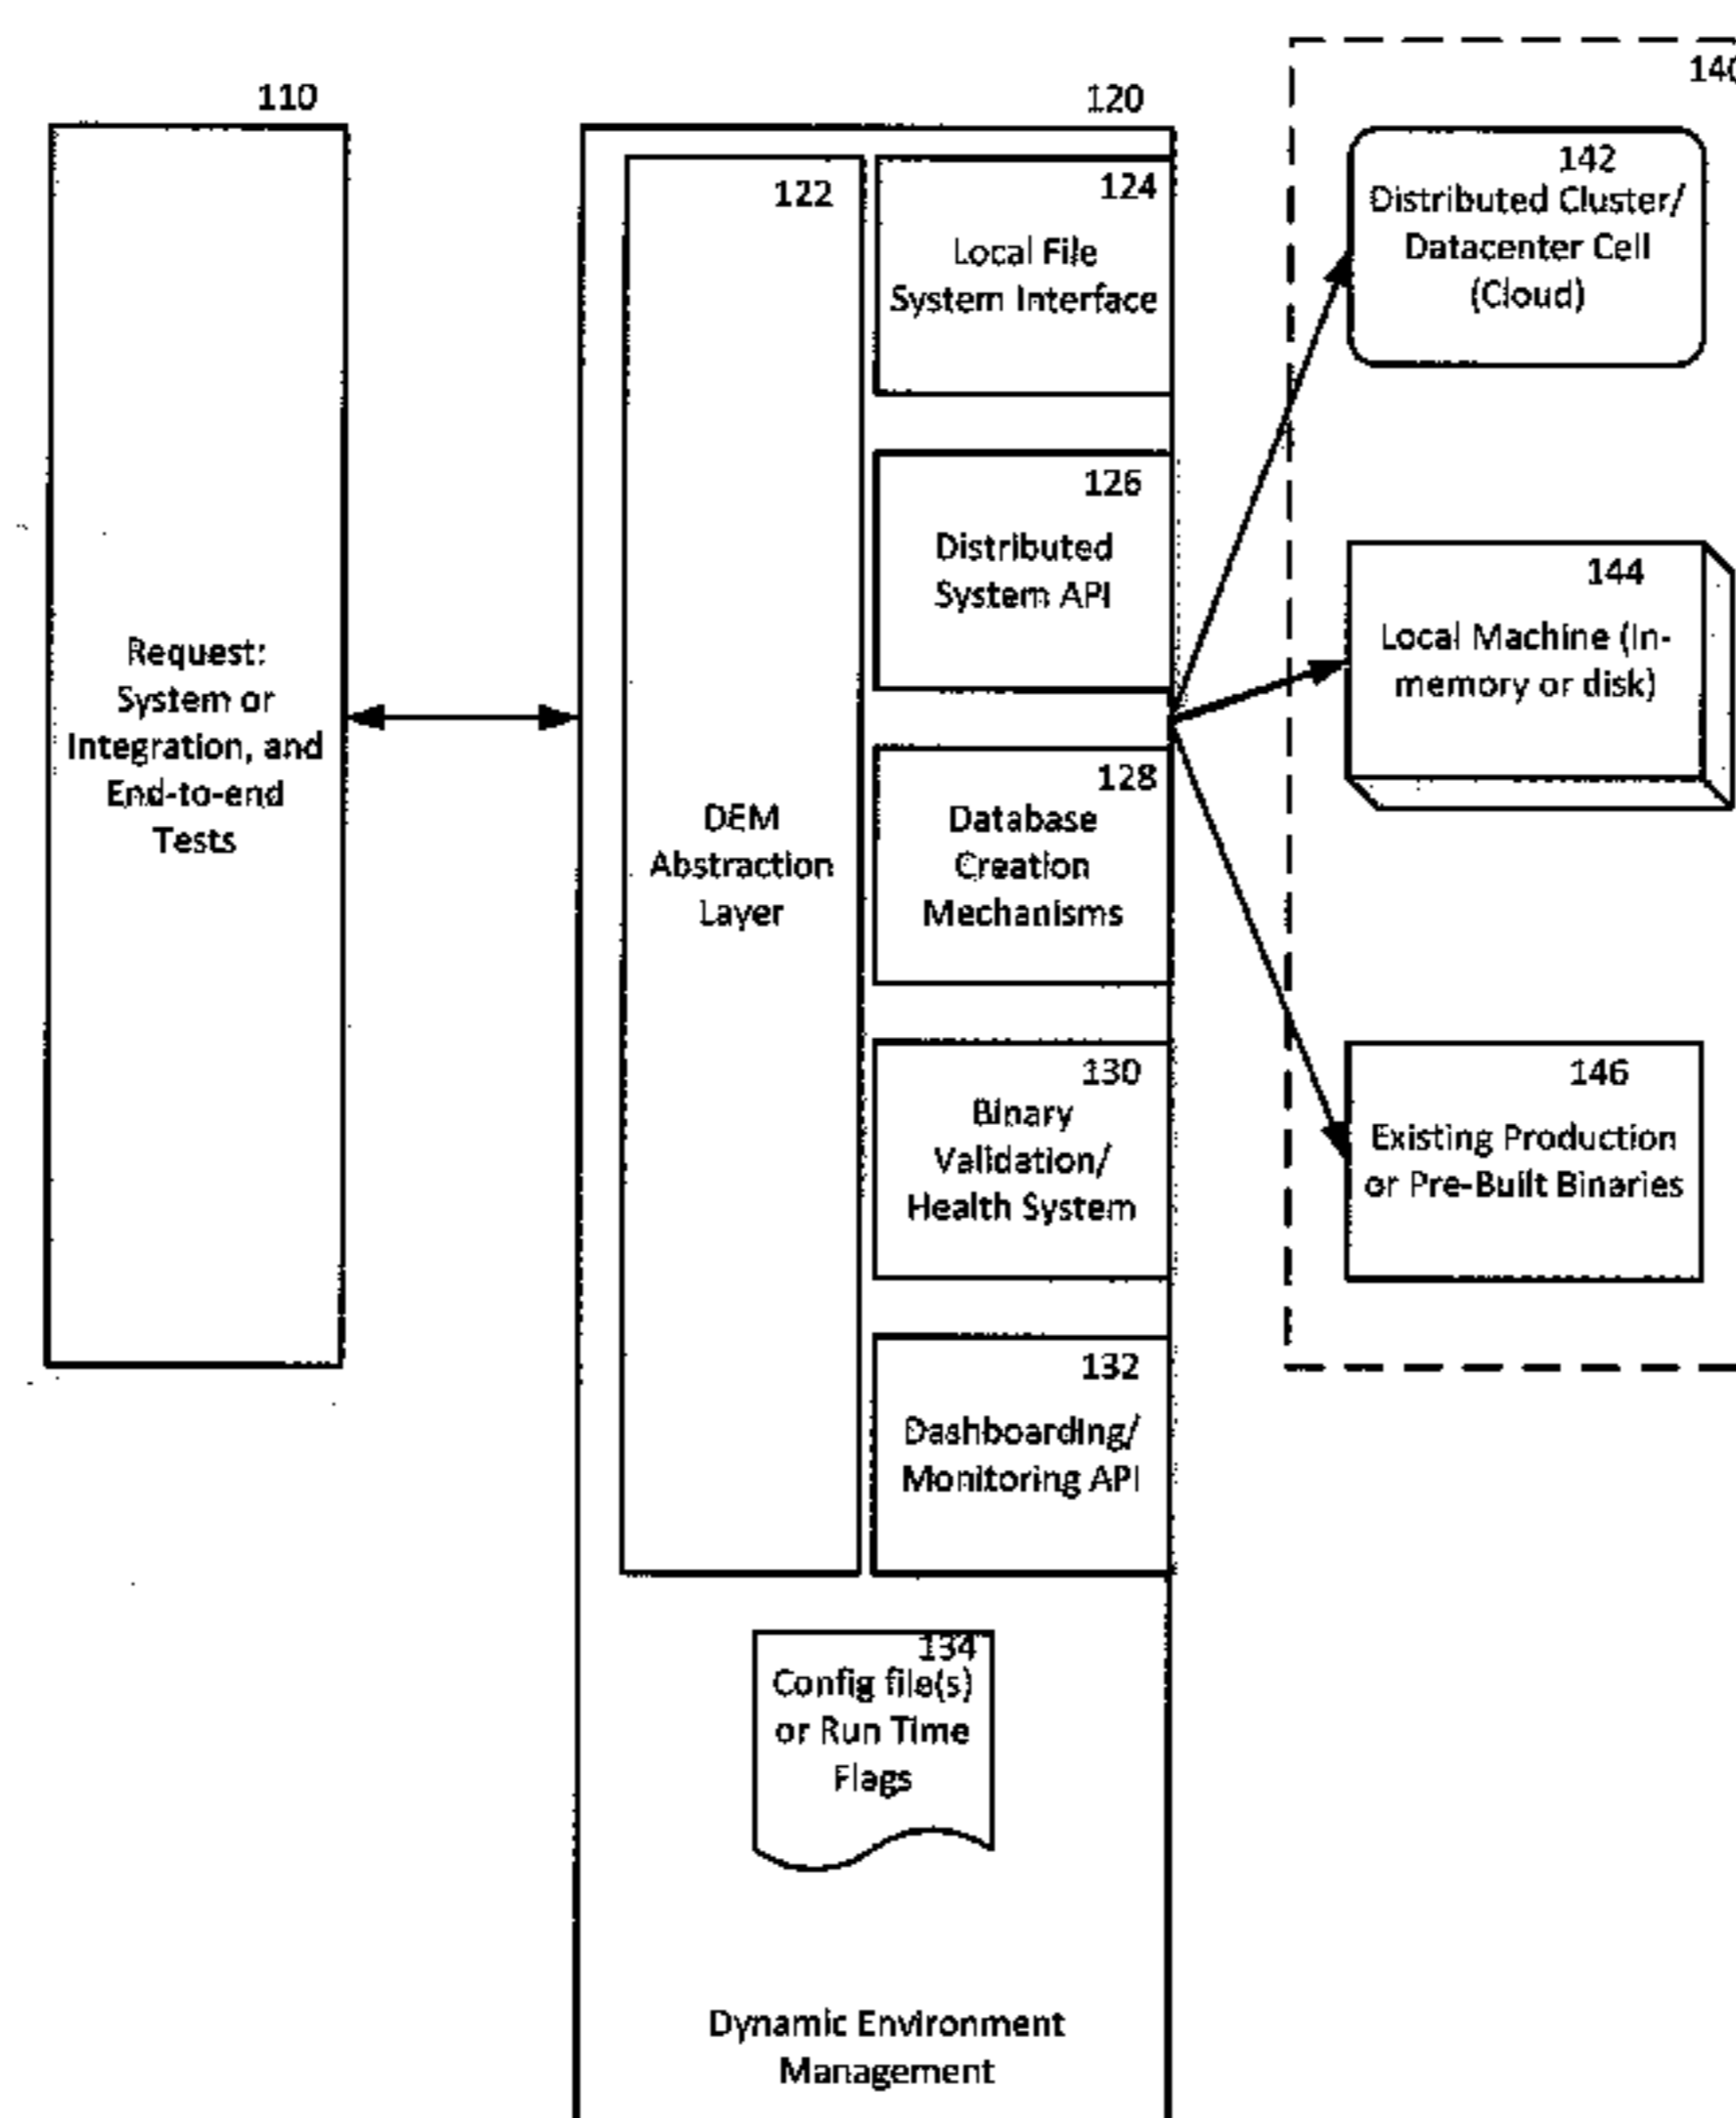 110
Request:
System or
Integration, and
End-to-end
Tests
120
122
DEM
Abstraction
Layer
124
Local File
System Interface
126
Distributed
System API
128
Database
Creation
Mechanisms
130
Binary
Validation/
Health System
132
Dashboarding/
Monitoring API
134
Config file(s)
or Run Time
Flags
Dynamic Environment
Management
140
142
Distributed Cluster/
Datacenter Cell
(Cloud)
144
Local Machine (In-
memory or disk)
146
Existing Production
or Pre-Built Binaries